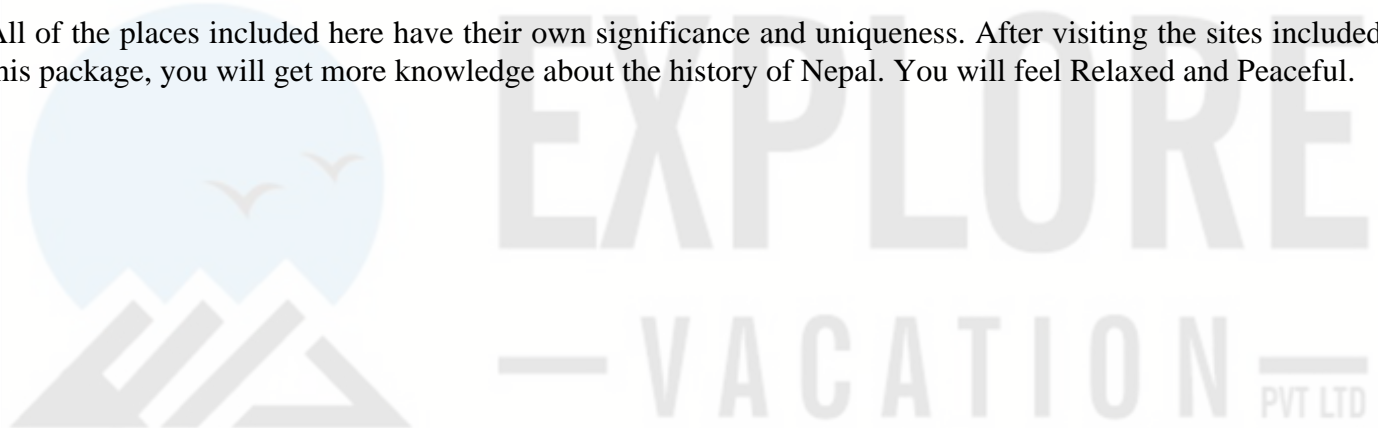 All of the places included here have their own significance and uniqueness. After visiting the sites included
this package, you will get more knowledge about the history of Nepal. You will feel Relaxed and Peaceful.
EXPLORE
VACATION
PVT LTD